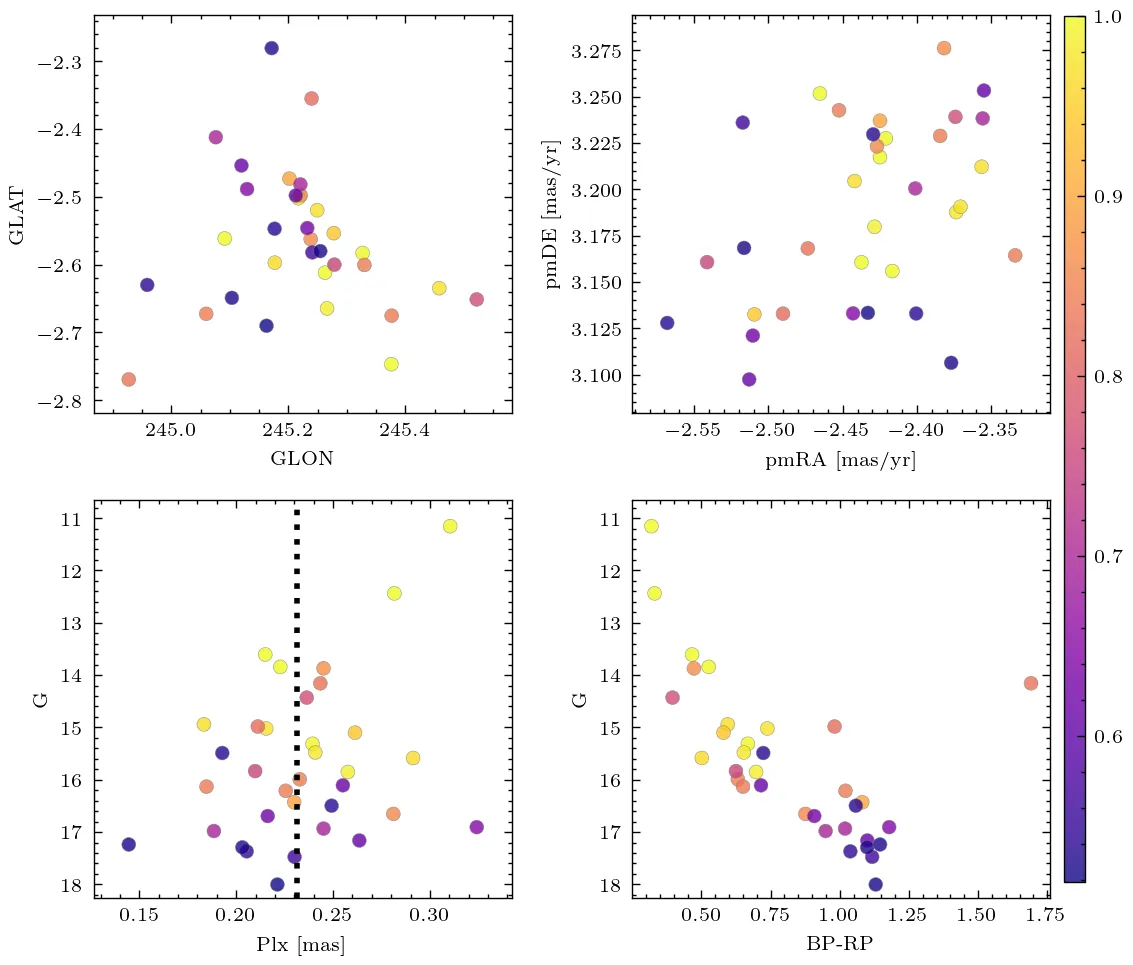 −2.3
−2.4
−2.5
−2.6
−2.7
−2.8
GLAT
245.0 245.2 245.4
GLON
3.275
3.250
3.225
3.200
3.175
3.150
3.125
3.100
pmDE [mas/yr]
−2.55 −2.50 −2.45 −2.40 −2.35
pmRA [mas/yr]
1.0
0.9
0.8
0.7
0.6
11
12
13
14
15
16
17
18
G
0.15 0.20 0.25 0.30
Plx [mas]
11
12
13
14
15
16
17
18
G
0.50 0.75 1.00 1.25 1.50 1.75
BP-RP